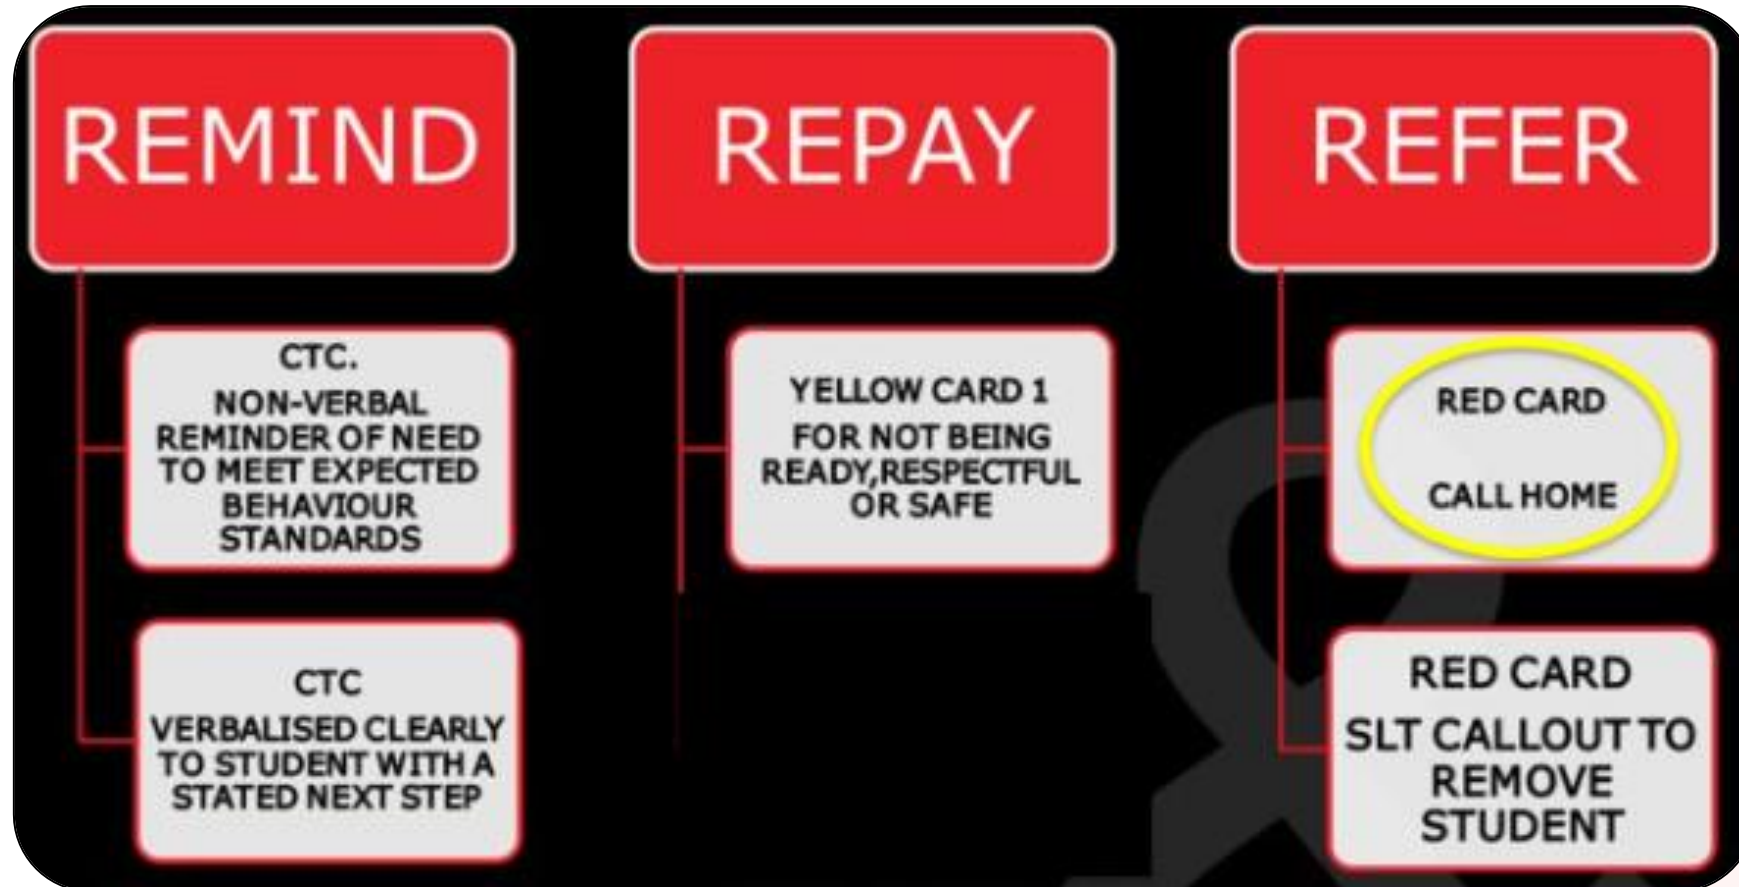 REMIND
CTC.
NON-VERBAL
REMINDER OF NEED
TO MEET EXPECTED
BEHAVIOUR
STANDARDS
CTC
VERBALISED CLEARLY
TO STUDENT WITH A
STATED NEXT STEP
REPAY
YELLOW CARD 1
FOR NOT BEING
READY,RESPECTFUL
OR SAFE
REFER
RED CARD
CALL HOME
RED CARD
SLT CALLOUT TO
REMOVE
STUDENT